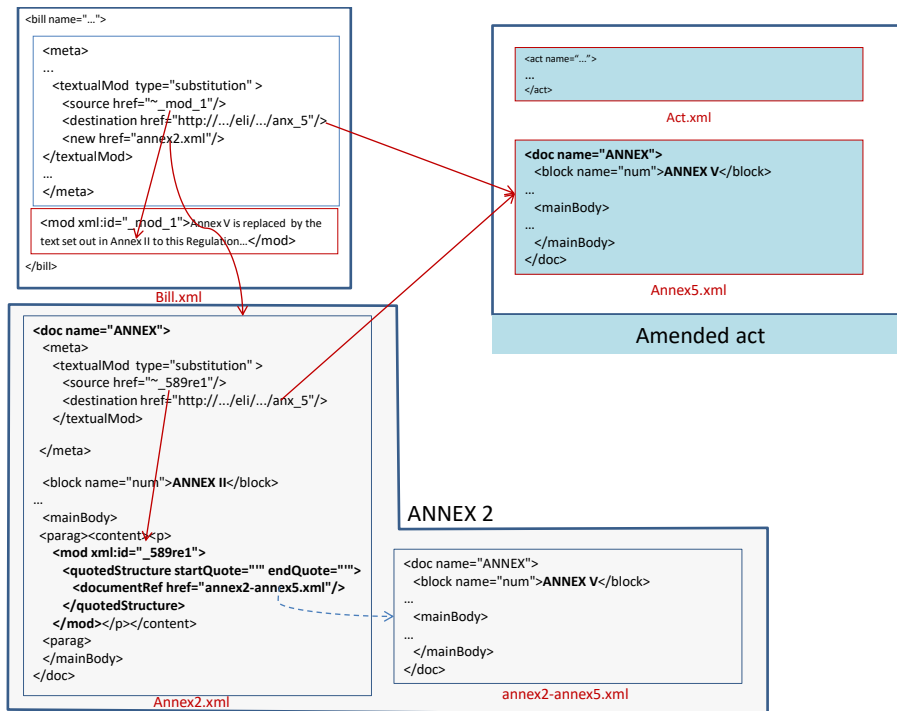 <bill name="...">
<meta>
...
<textualMod type="substitution" >
<source href="~_mod_1"/>
<destination href="http://.../eli/.../anx_5"/>
<new href="annex2.xml"/>
</textualMod>
...
</meta>
<mod xml:id="_mod_1">Annex V is replaced by the
text set out in Annex II to this Regulation…</mod>
</bill>
Bill.xml
<act name="...">
...
</act>
Act.xml
<doc name="ANNEX">
<block name="num">ANNEX V</block>
...
<mainBody>
...
</mainBody>
</doc>
Annex5.xml
Amended act
<doc name="ANNEX">
<meta>
<textualMod type="substitution" >
<source href="~_589re1"/>
<destination href="http://.../eli/.../anx_5"/>
</textualMod>
</meta>
<block name="num">ANNEX II</block>
...
<mainBody>
<parag><content><p>
<mod xml:id="_589re1">
<quotedStructure startQuote="'" endQuote="'">
<documentRef href="annex2-annex5.xml"/>
</quotedStructure>
</mod></p></content>
<parag>
</mainBody>
</doc>
Annex2.xml
ANNEX 2
<doc name="ANNEX">
<block name="num">ANNEX V</block>
...
<mainBody>
...
</mainBody>
</doc>
annex2-annex5.xml